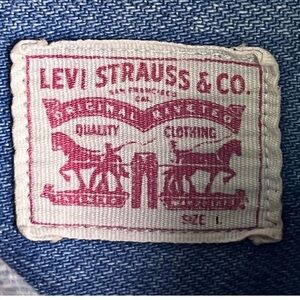 LEVI STRAUSS & CO.
SAN FRANCISCO
CAL.
ORIGINAL RIVETED
QUALITY CLOTHING
SIZE L